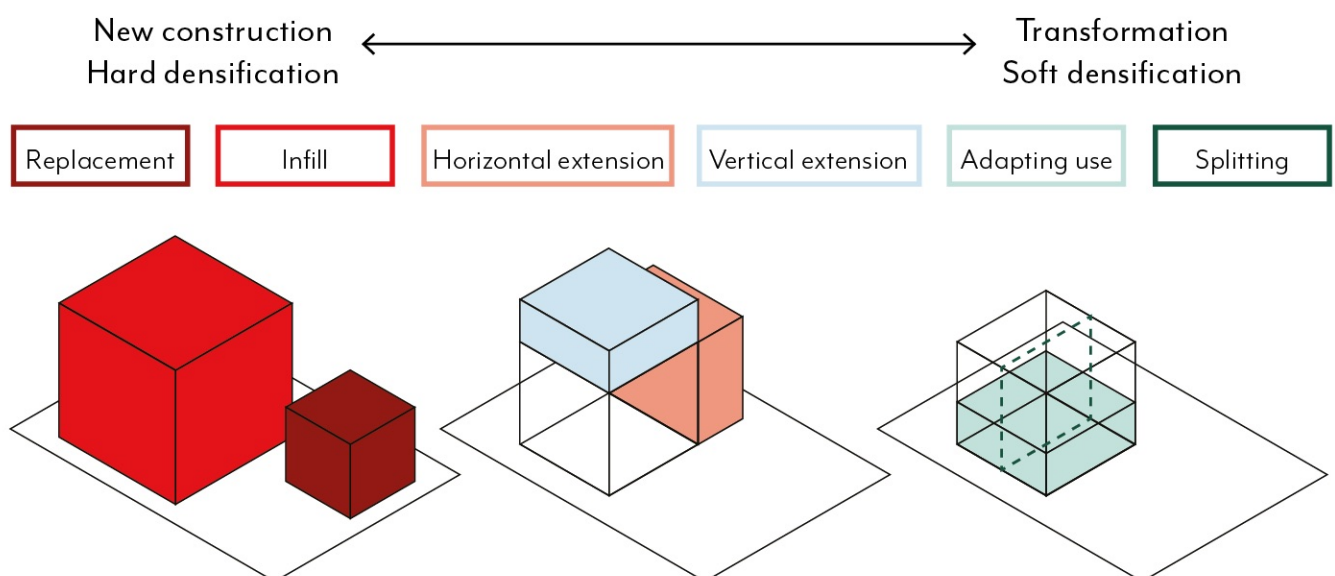 New construction
Hard densification
Transformation
Soft densification
Replacement
Infill
Horizontal extension
Vertical extension
Adapting use
Splitting